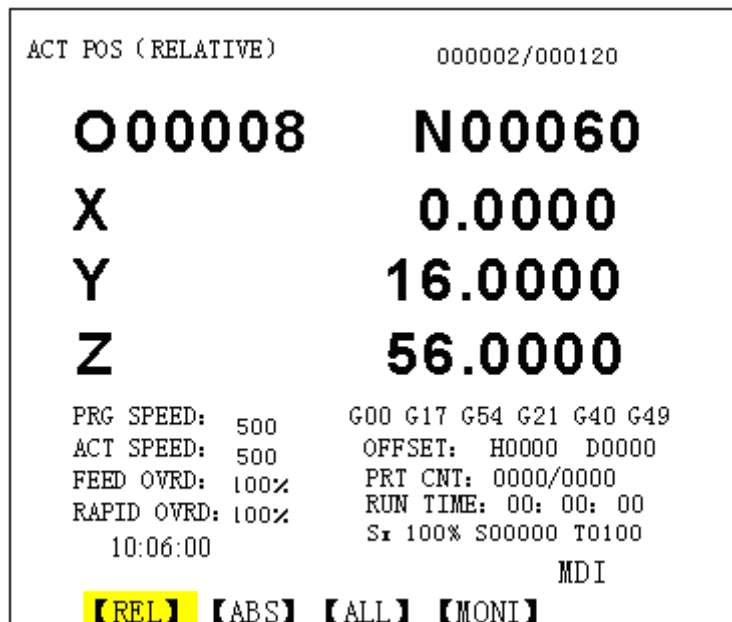 ACT POS (RELATIVE) 000002/000120
O00008 N00060
X 0.0000
Y 16.0000
Z 56.0000
PRG SPEED: 500 G00 G17 G54 G21 G40 G49
ACT SPEED: 500 OFFSET: H0000 D0000
FEED OVRD: 100% PRT CNT: 0000/0000
RAPID OVRD: 100% RUN TIME: 00: 00: 00
10:06:00 Sx 100% S00000 T0100
MDI
【REL】 【ABS】 【ALL】 【MONI】